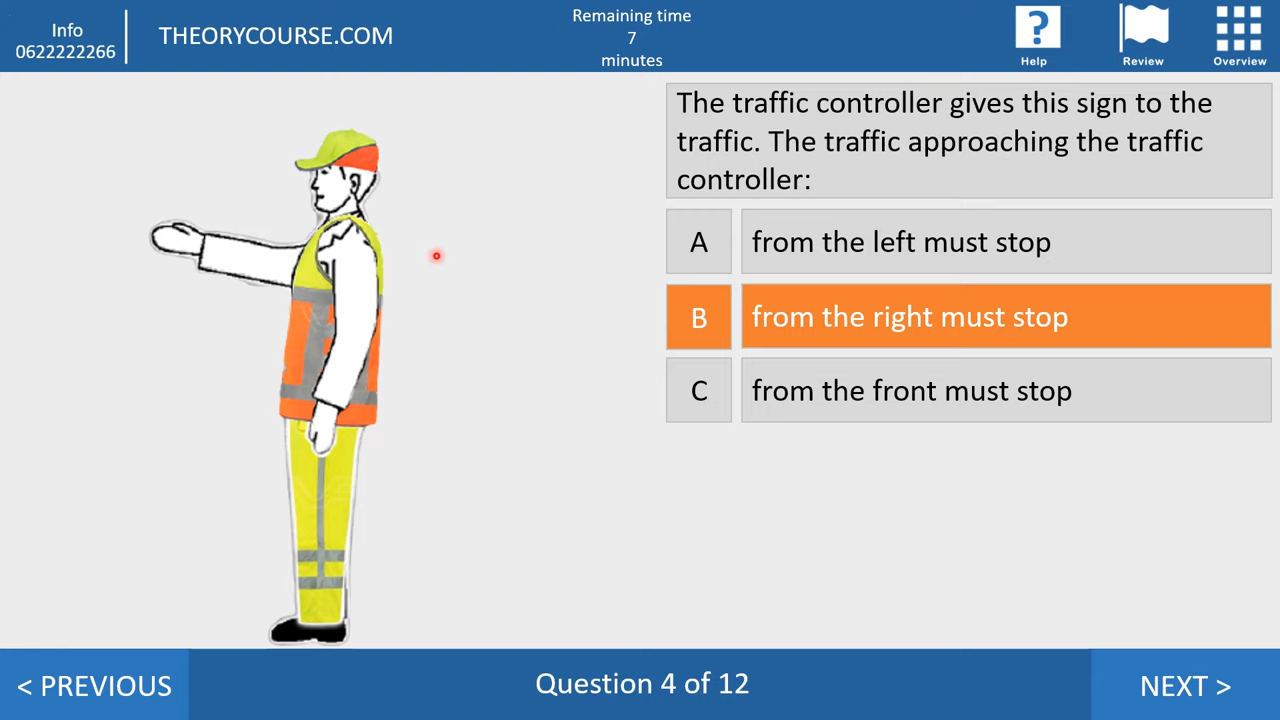 Info
0622222266
THEORYCOURSE.COM
Remaining time
7
minutes
?
Help
Review
Overview
The traffic controller gives this sign to the
traffic. The traffic approaching the traffic
controller:
A
from the left must stop
B
from the right must stop
C
from the front must stop
< PREVIOUS
Question 4 of 12
NEXT >